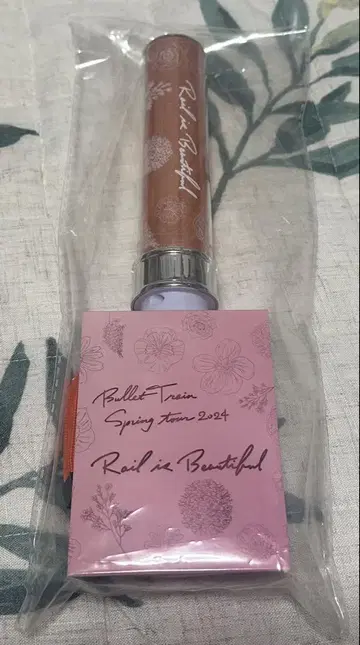 Rail is Beautiful
Bullet Train
Spring tour 2024
Rail is Beautiful